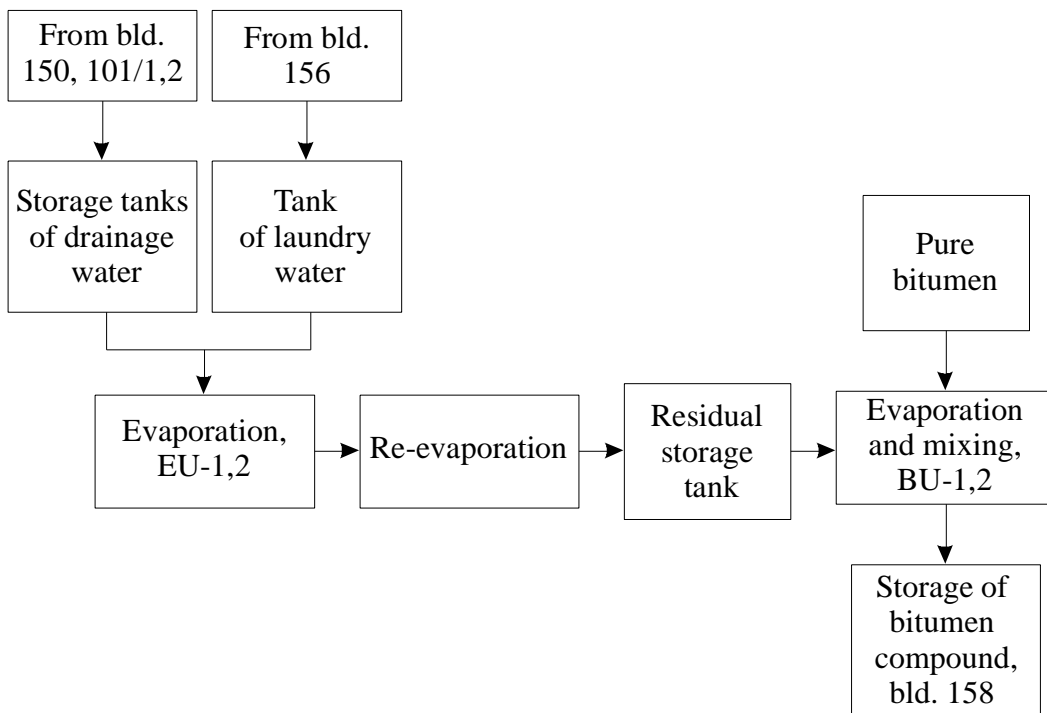 From bld.
150, 101/1,2
From bld.
156
Storage tanks
of drainage
water
Tank
of laundry
water
Pure
bitumen
Evaporation,
EU-1,2
Re-evaporation
Residual
storage
tank
Evaporation
and mixing,
BU-1,2
Storage of
bitumen
compound,
bld. 158